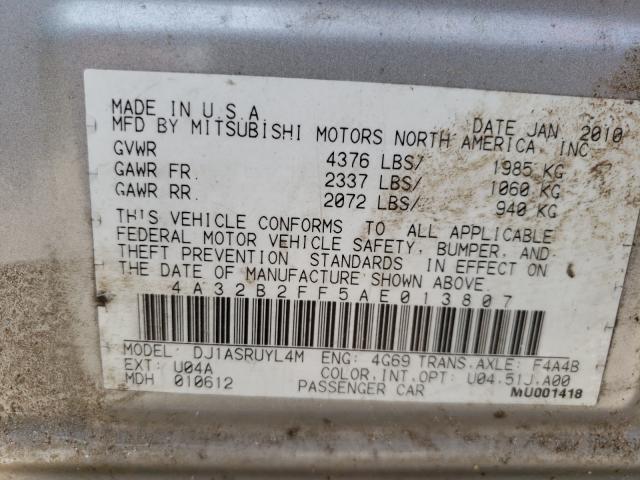 MADE IN U.S.A. DATE JAN. 2010
MFD BY MITSUBISHI MOTORS NORTH AMERICA, INC
GVWR 4376 LBS/ 1985 KG
GAWR FR. 2337 LBS/ 1060 KG
GAWR RR. 2072 LBS/ 940 KG
THIS VEHICLE CONFORMS TO ALL APPLICABLE
FEDERAL MOTOR VEHICLE SAFETY, BUMPER, AND
THEFT PREVENTION STANDARDS IN EFFECT ON
THE DATE OF MANUFACTURE SHOWN ABOVE.
4A32B2FF5AE013807
MODEL: DJ1ASRUYL4M ENG: 4G69 TRANS.AXLE: F4A4B
EXT: U04A COLOR.INT.OPT: U04.51J.A00
MDH 010612 PASSENGER CAR MU001418